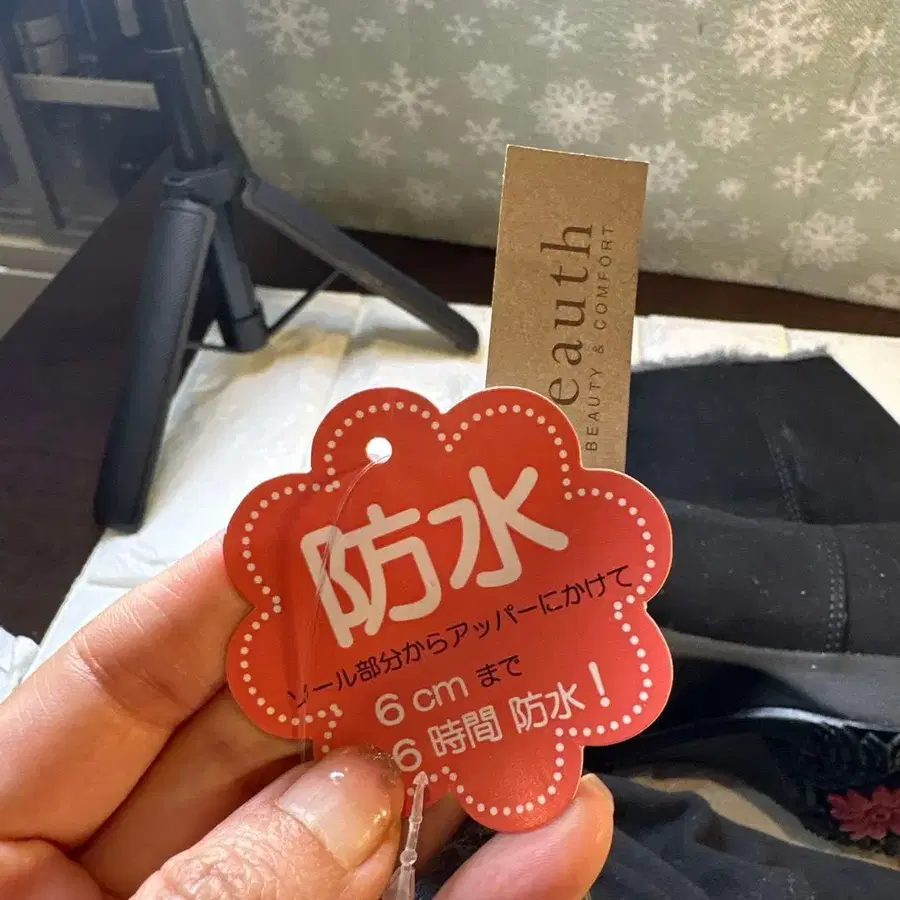 eauth
BEAUTY & COMFORT
防水
ソール部分からアッパーにかけて
6 cm まで
6 時間 防水!